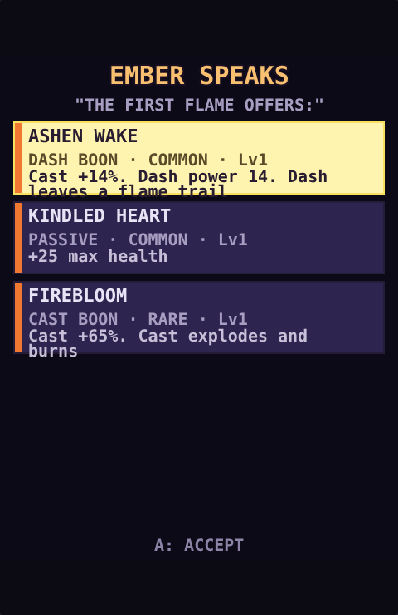 EMBER SPEAKS
"THE FIRST FLAME OFFERS:"
ASHEN WAKE
DASH BOON · COMMON · Lv1
Cast +14%. Dash power 14. Dash
leaves a flame trail
KINDLED HEART
PASSIVE · COMMON · Lv1
+25 max health
FIREBLOOM
CAST BOON · RARE · Lv1
Cast +65%. Cast explodes and
burns
A: ACCEPT